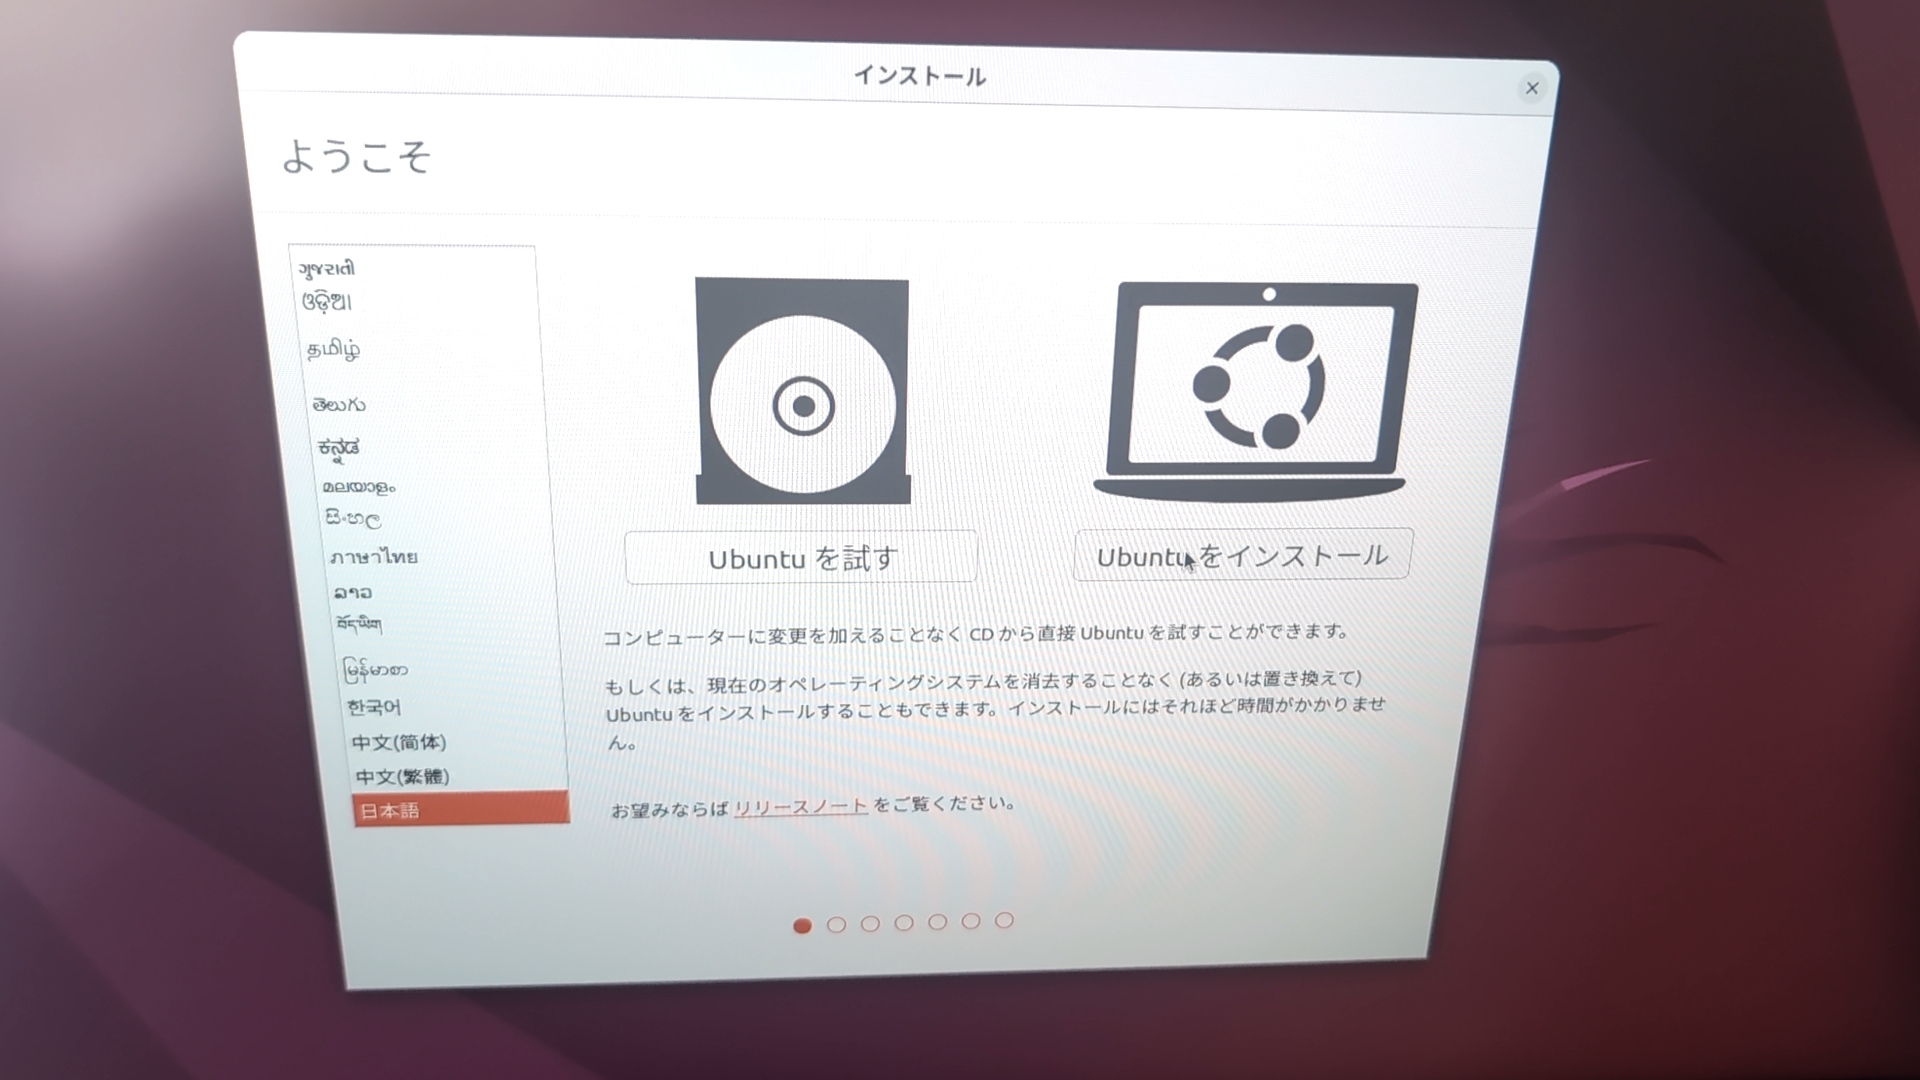 インストール
ようこそ
ગુજરાતી
ଓଡ଼ିଆ
தமிழ்
తెలుగు
ಕನ್ನಡ
മലയാളം
සිංහල
ภาษาไทย
ລາວ
བོད་ཡིག
မြန်မာစာ
한국어
中文(简体)
中文(繁體)
日本語
Ubuntu を試す
Ubuntu をインストール
コンピューターに変更を加えることなく CD から直接 Ubuntu を試すことができます。
もしくは、現在のオペレーティングシステムを消去することなく (あるいは置き換えて)
Ubuntu をインストールすることもできます。インストールにはそれほど時間がかかりませ
ん。
お望みならば リリースノート をご覧ください。